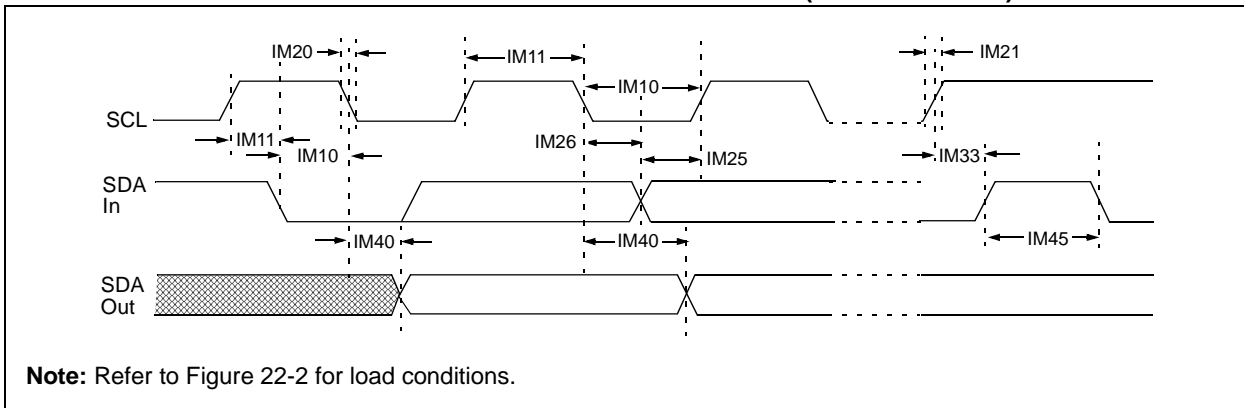 IM20
IM11
IM21
IM10
SCL
IM11
IM26
IM10
IM25
IM33
SDA
In
IM40
IM40
IM45
SDA
Out
Note: Refer to Figure 22-2 for load conditions.